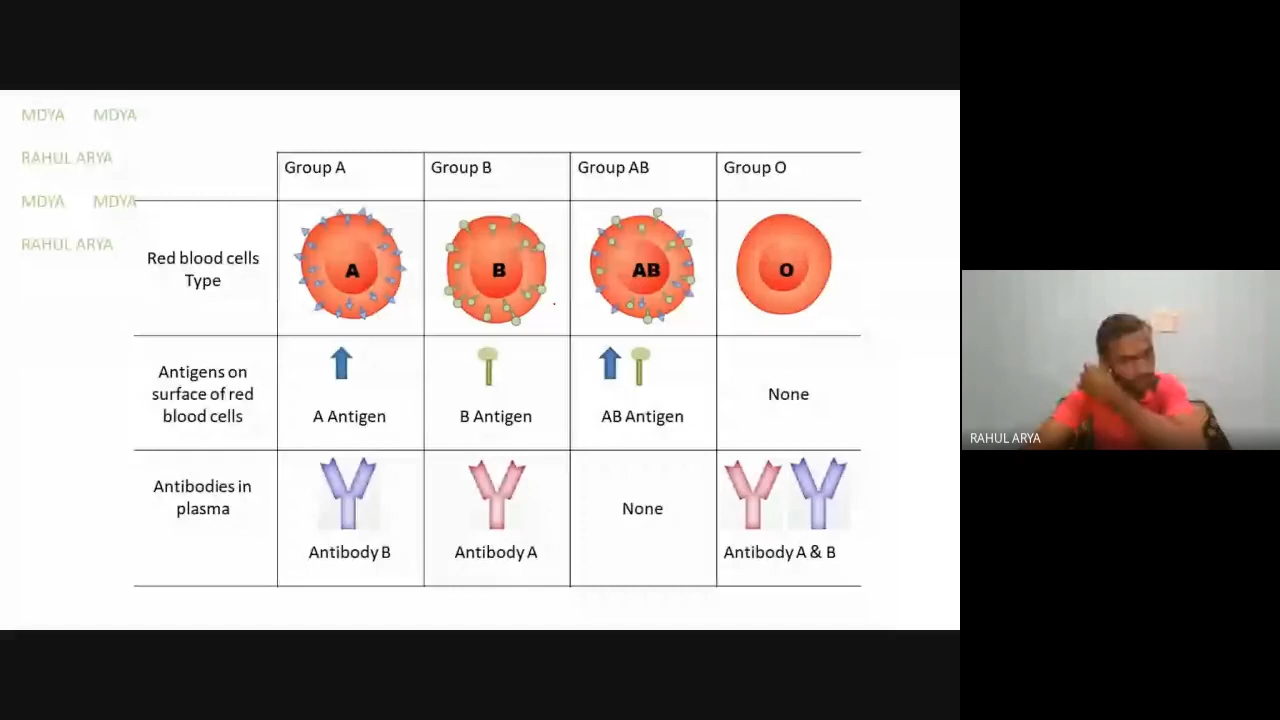 MDYA MDYA
RAHUL ARYA
MDYA MDYA
RAHUL ARYA
Group A
Group B
Group AB
Group O
Red blood cells
Type
A
B
AB
O
Antigens on
surface of red
blood cells
A Antigen
B Antigen
AB Antigen
None
Antibodies in
plasma
Antibody B
Antibody A
None
Antibody A & B
RAHUL ARYA